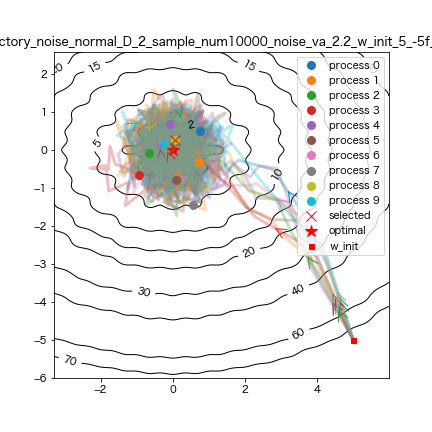 ctory_noise_normal_D_2_sample_num10000_noise_va_2.2_w_init_5_-5f_
process 0
process 1
process 2
process 3
process 4
process 5
process 6
process 7
process 8
process 9
selected
optimal
w_init
15
15
10
5
2
20
30
40
60
70
2
1
0
−1
−2
−3
−4
−5
−6
−2
0
2
4